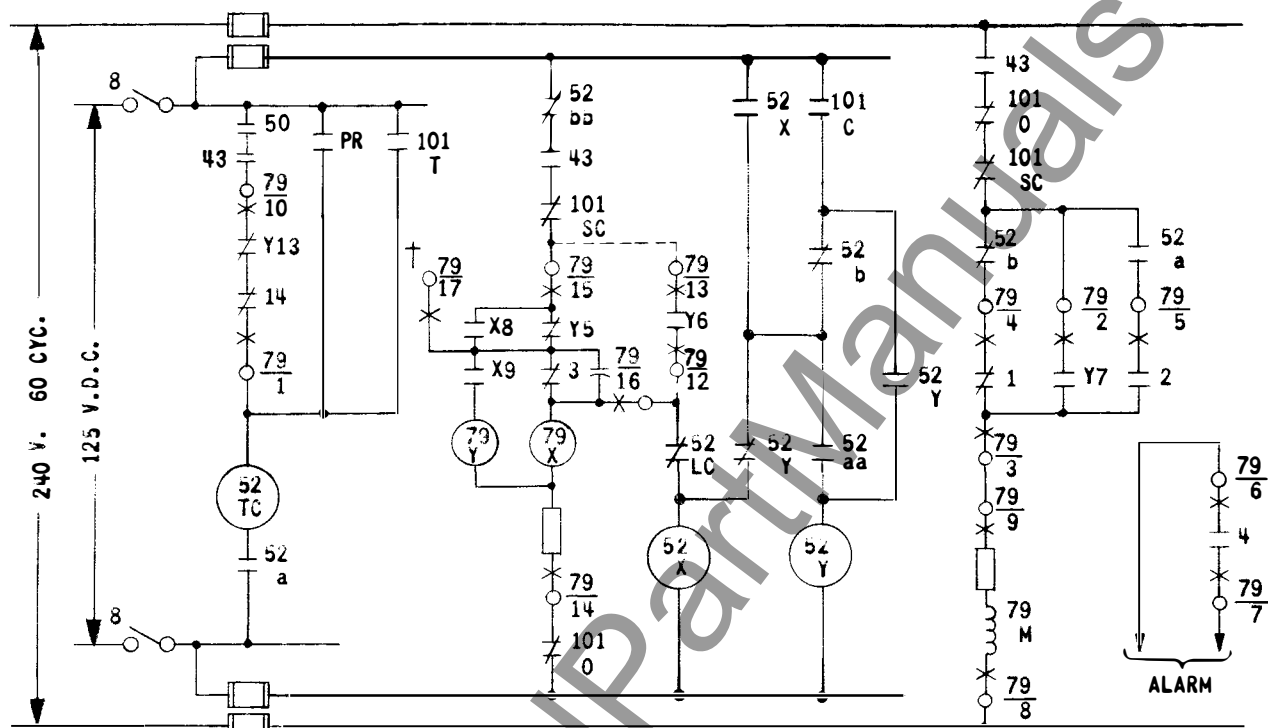 240 V. 60 CYC.
125 V.D.C.
8
50
43
79
10
Y13
14
79
1
52
TC
52
a
8
PR
101
T
+
79
17
52
bb
43
101
SC
79
15
X8
Y5
X9
3
79
16
79
Y
79
X
79
14
101
O
79
13
Y6
79
12
52
LC
52
X
52
X
101
C
52
b
52
Y
52
Y
52
aa
52
Y
43
101
O
101
SC
52
b
79
4
1
79
2
Y7
52
a
79
5
2
79
3
79
9
79
M
79
8
79
6
4
79
7
ALARM
lPartManuals